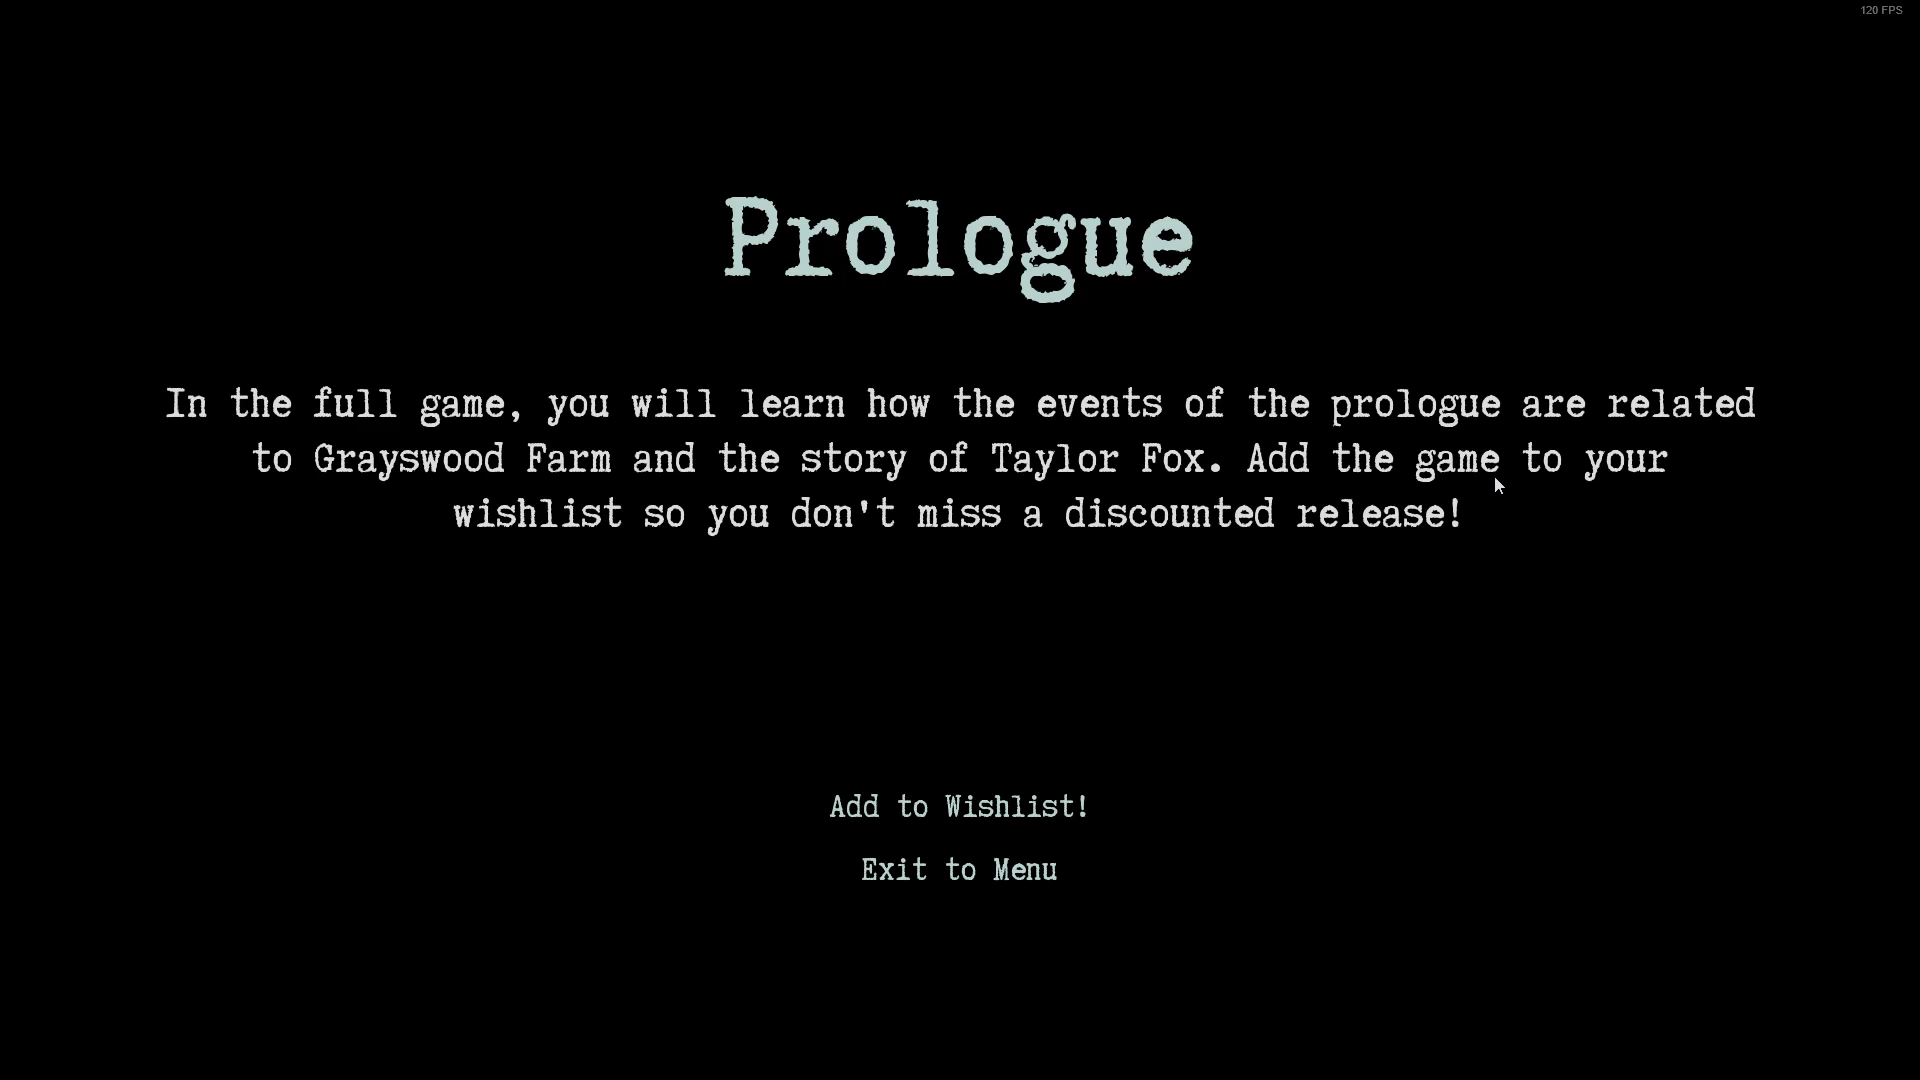 120 FPS
Prologue
In the full game, you will learn how the events of the prologue are related
to Grayswood Farm and the story of Taylor Fox. Add the game to your
wishlist so you don't miss a discounted release!
Add to Wishlist!
Exit to Menu